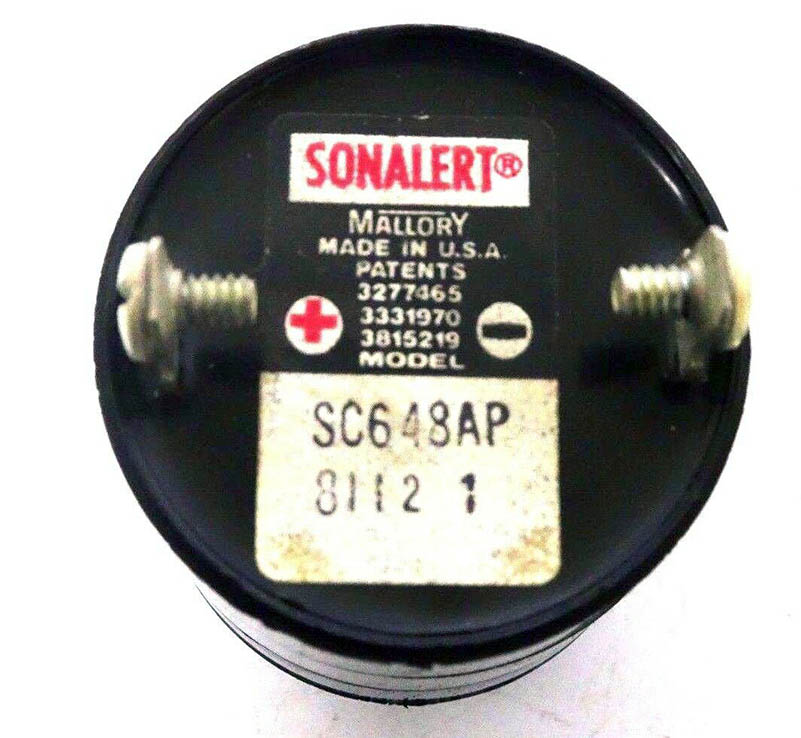 SONALERT®
MALLORY
MADE IN U.S.A.
PATENTS
3277465
+ 3331970 -
3815219
MODEL
SC648AP
8112 1